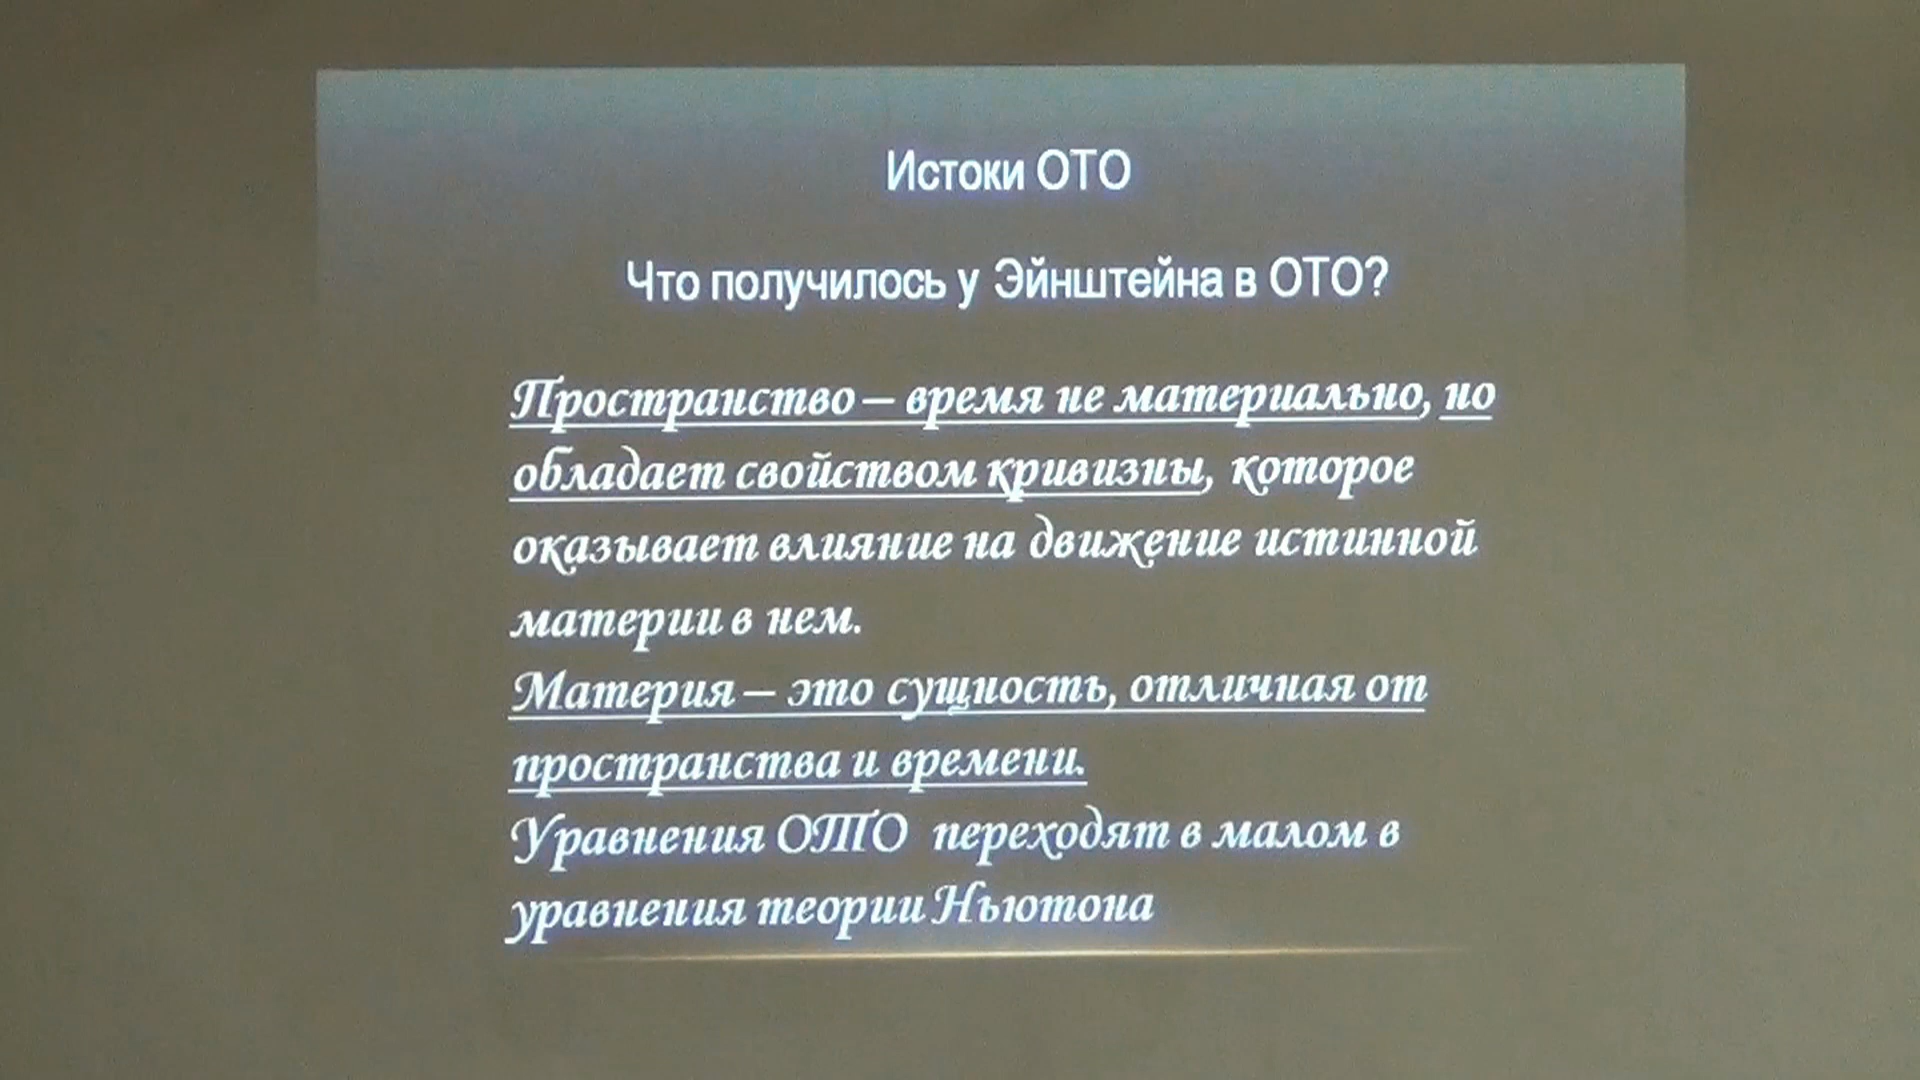 Истоки ОТО
Что получилось у Эйнштейна в ОТО?
Пространство – время не материально, но
обладает свойством кривизны, которое
оказывает влияние на движение истинной
материи в нем.
Материя – это сущность, отличная от
пространства и времени.
Уравнения ОТО переходят в малом в
уравнения теории Ньютона